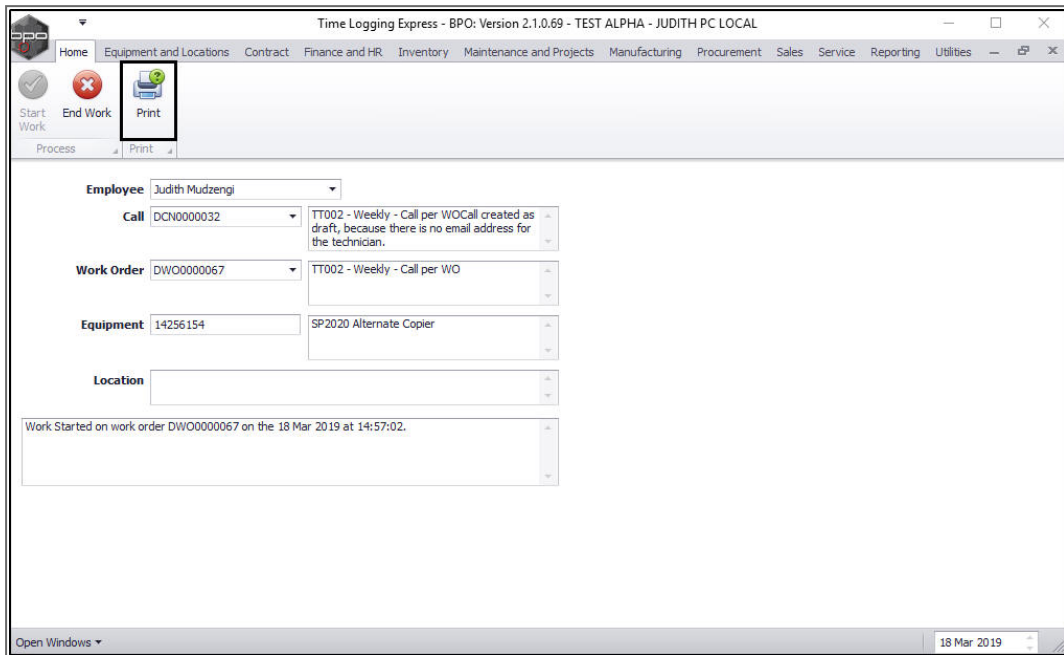 bpo
Time Logging Express - BPO: Version 2.1.0.69 - TEST ALPHA - JUDITH PC LOCAL
Home Equipment and Locations Contract Finance and HR Inventory Maintenance and Projects Manufacturing Procurement Sales Service Reporting Utilities
Start Work
End Work
Print
Process
Print
Employee Judith Mudzengi
Call DCN0000032
TT002 - Weekly - Call per WOCall created as
draft, because there is no email address for
the technician.
Work Order DWO0000067
TT002 - Weekly - Call per WO
Equipment 14256154
SP2020 Alternate Copier
Location
Work Started on work order DWO0000067 on the 18 Mar 2019 at 14:57:02.
Open Windows
18 Mar 2019